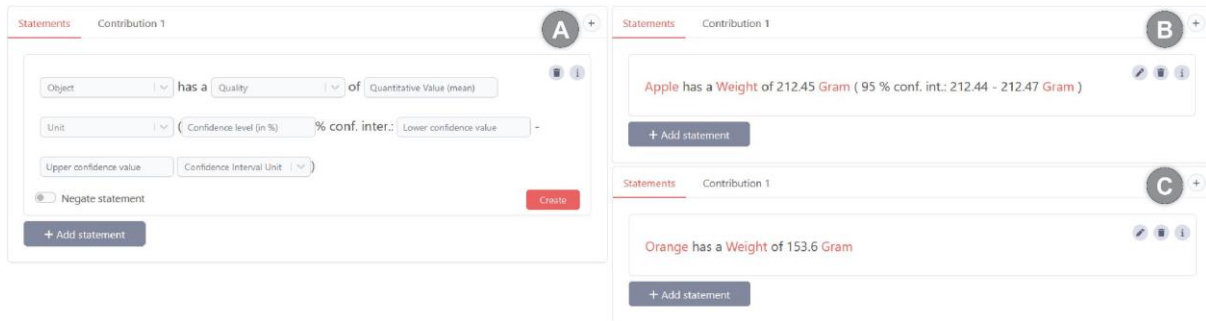 Statements Contribution 1 A +
i
Object has a Quality of Quantitative Value (mean)
Unit ( Confidence level (in %) % conf. inter.: Lower confidence value -
Upper confidence value Confidence Interval Unit )
Negate statement Create
+ Add statement
Statements Contribution 1 B +
i
Apple has a Weight of 212.45 Gram ( 95 % conf. int.: 212.44 - 212.47 Gram )
+ Add statement
Statements Contribution 1 C +
i
Orange has a Weight of 153.6 Gram
+ Add statement